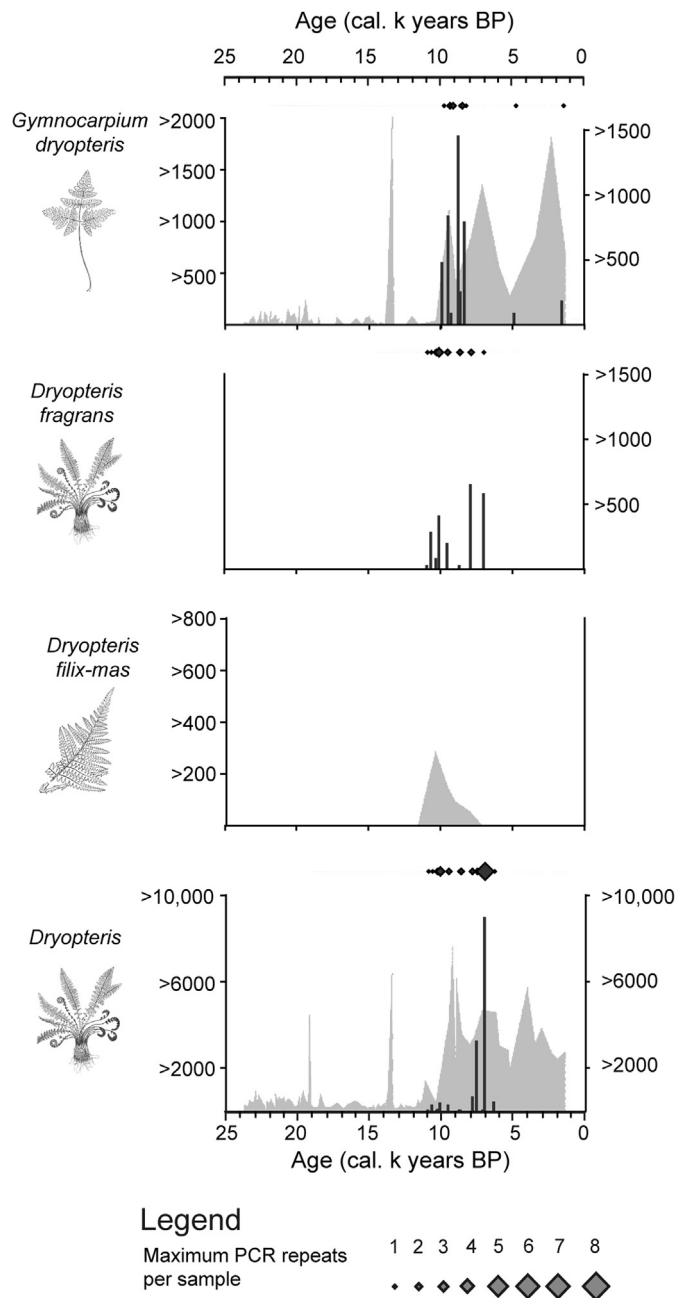 Age (cal. k years BP)
25 20 15 10 5 0
Gymnocarpium
dryopteris
>2000
>1500
>1000
>500
>1500
>1000
>500
Dryopteris
fragrans
>1500
>1000
>500
Dryopteris
filix-mas
>800
>600
>400
>200
Dryopteris
>10,000
>6000
>2000
>10,000
>6000
>2000
25 20 15 10 5 0
Age (cal. k years BP)
Legend
Maximum PCR repeats
per sample
1 2 3 4 5 6 7 8